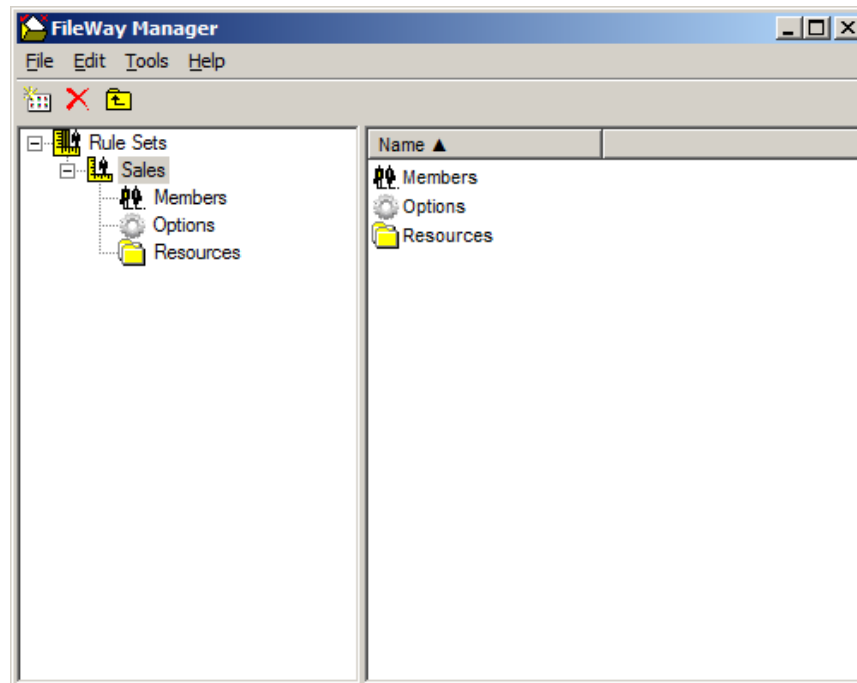 FileWay Manager
File Edit Tools Help
Rule Sets
Sales
Members
Options
Resources
Name ▲
Members
Options
Resources